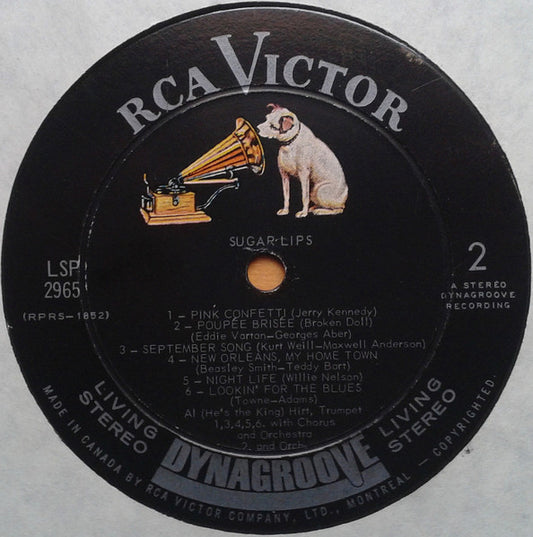 RCA VICTOR
SUGAR LIPS
LSP
2965
(RPRS-1852)
2
A STEREO
DYNAGROOVE
RECORDING
1 – PINK CONFETTI (Jerry Kennedy)
2 – POUPÉE BRISÉE (Broken Doll)
(Eddie Varton-Georges Aber)
3 – SEPTEMBER SONG (Kurt Weill-Maxwell Anderson)
4 – NEW ORLEANS, MY HOME TOWN
(Beasley Smith-Teddy Bart)
5 – NIGHT LIFE (Willie Nelson)
6 – LOOKIN' FOR THE BLUES
(Towne-Adams)
Al (He's the King) Hirt, Trumpet
1,3,4,5,6. with Chorus
and Orchestra
2. and Orch.
LIVING
STEREO
DYNAGROOVE
LIVING
STEREO
MADE IN CANADA BY RCA VICTOR COMPANY, LTD., MONTREAL – COPYRIGHTED.